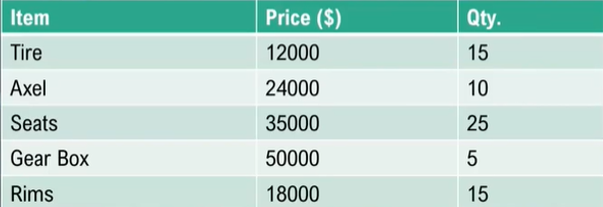 Item Price ($) Qty.
Tire 12000 15
Axel 24000 10
Seats 35000 25
Gear Box 50000 5
Rims 18000 15